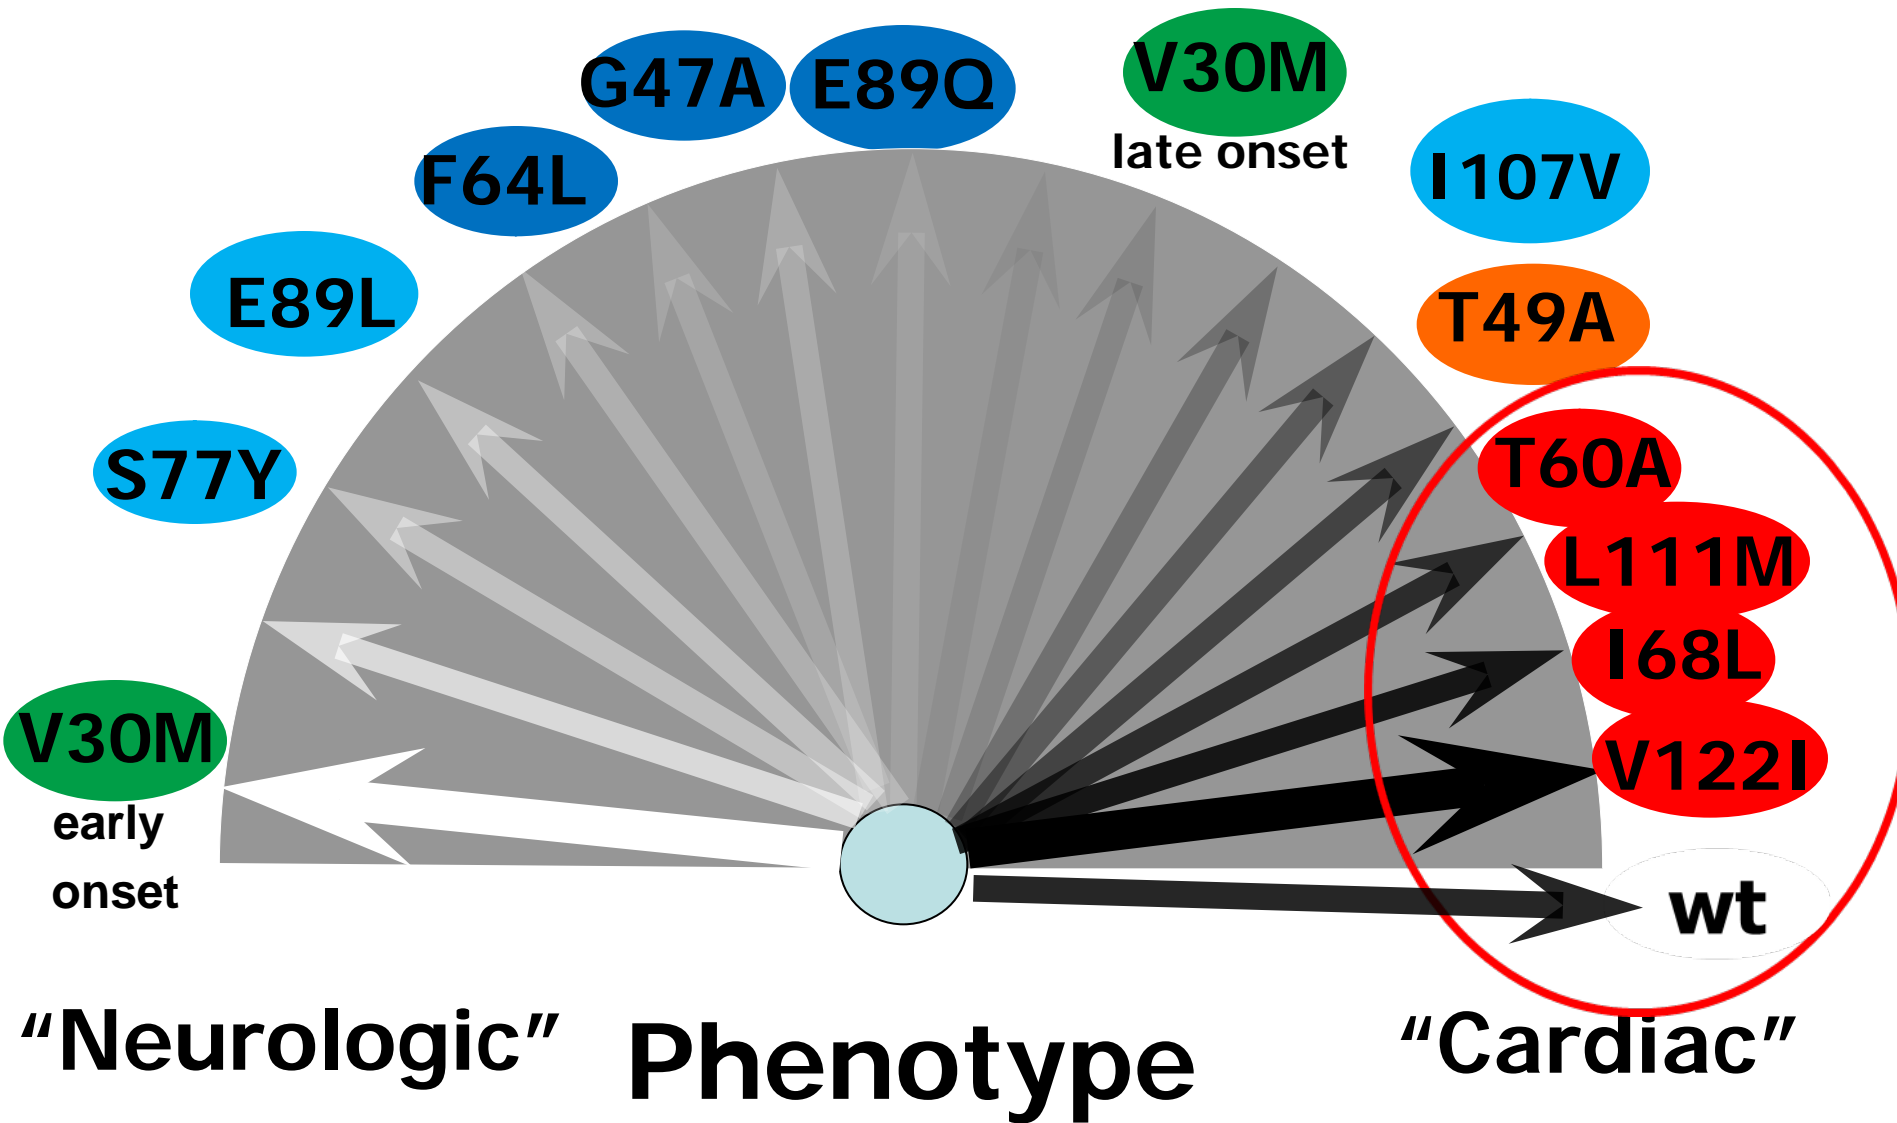 G47A
E89Q
V30M
late onset
F64L
I107V
E89L
T49A
S77Y
T60A
L111M
I68L
V30M
early
onset
V122I
wt
“Neurologic”
Phenotype
“Cardiac”